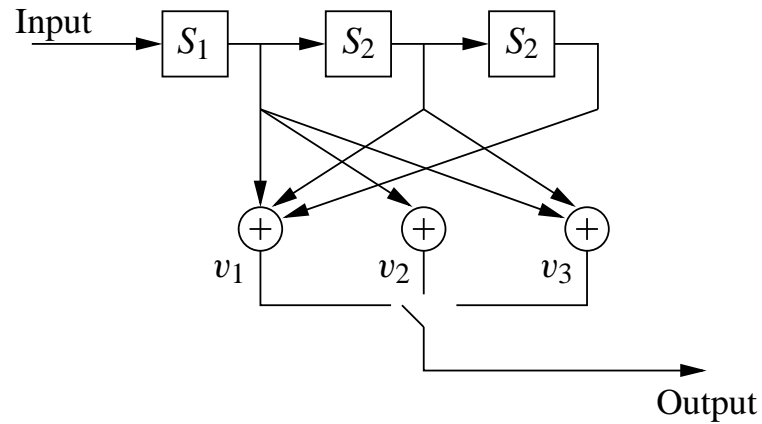 Input
S₁
S₂
S₂
+
+
+
v₁
v₂
v₃
Output